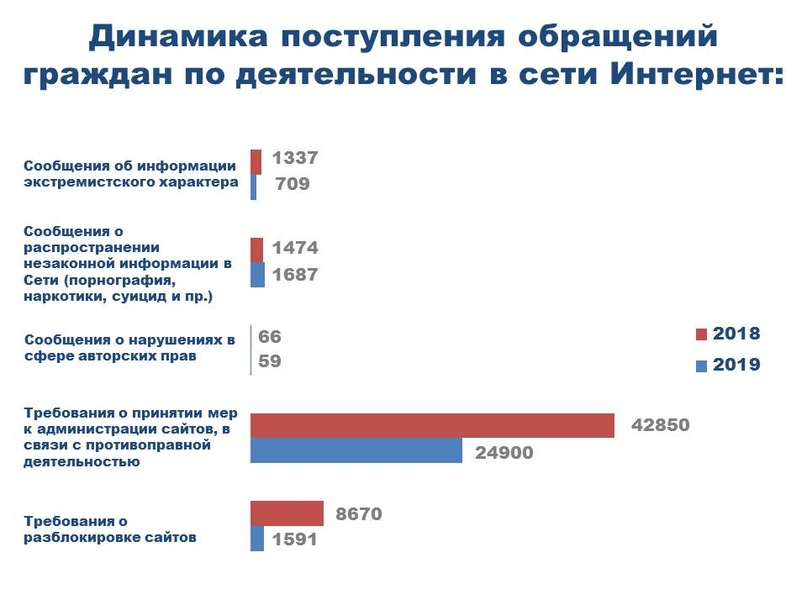 Динамика поступления обращений
граждан по деятельности в сети Интернет:
Сообщения об информации
экстремистского характера
1337
709
Сообщения о
распространении
незаконной информации в
Сети (порнография,
наркотики, суицид и пр.)
1474
1687
Сообщения о нарушениях в
сфере авторских прав
66
59
2018
2019
Требования о принятии мер
к администрации сайтов, в
связи с противоправной
деятельностью
42850
24900
Требования о
разблокировке сайтов
8670
1591